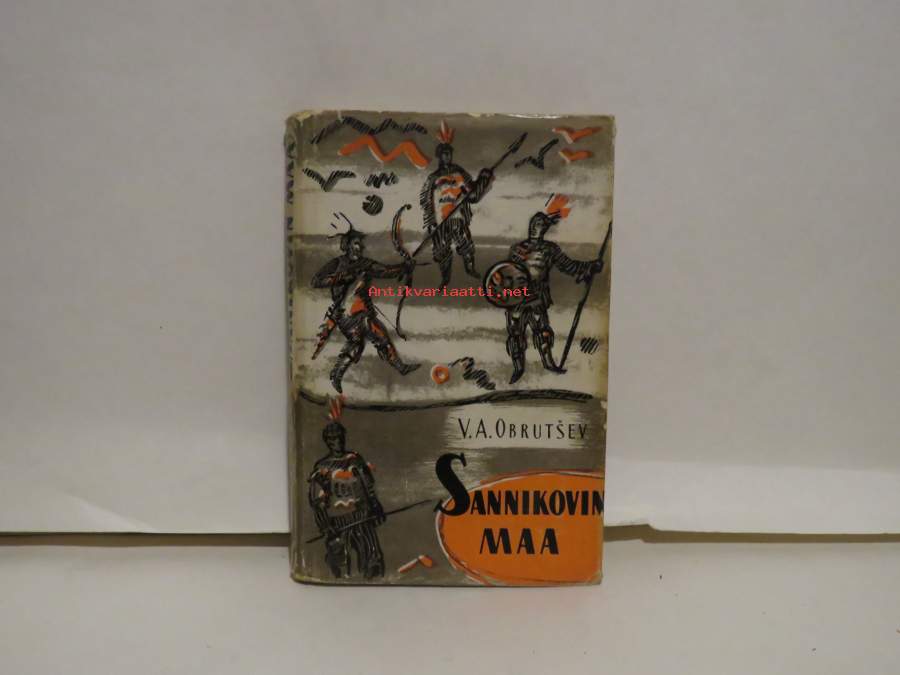 Antikvariaatti.net
V.A. OBRUTŠEV
SANNIKOVIN
MAA